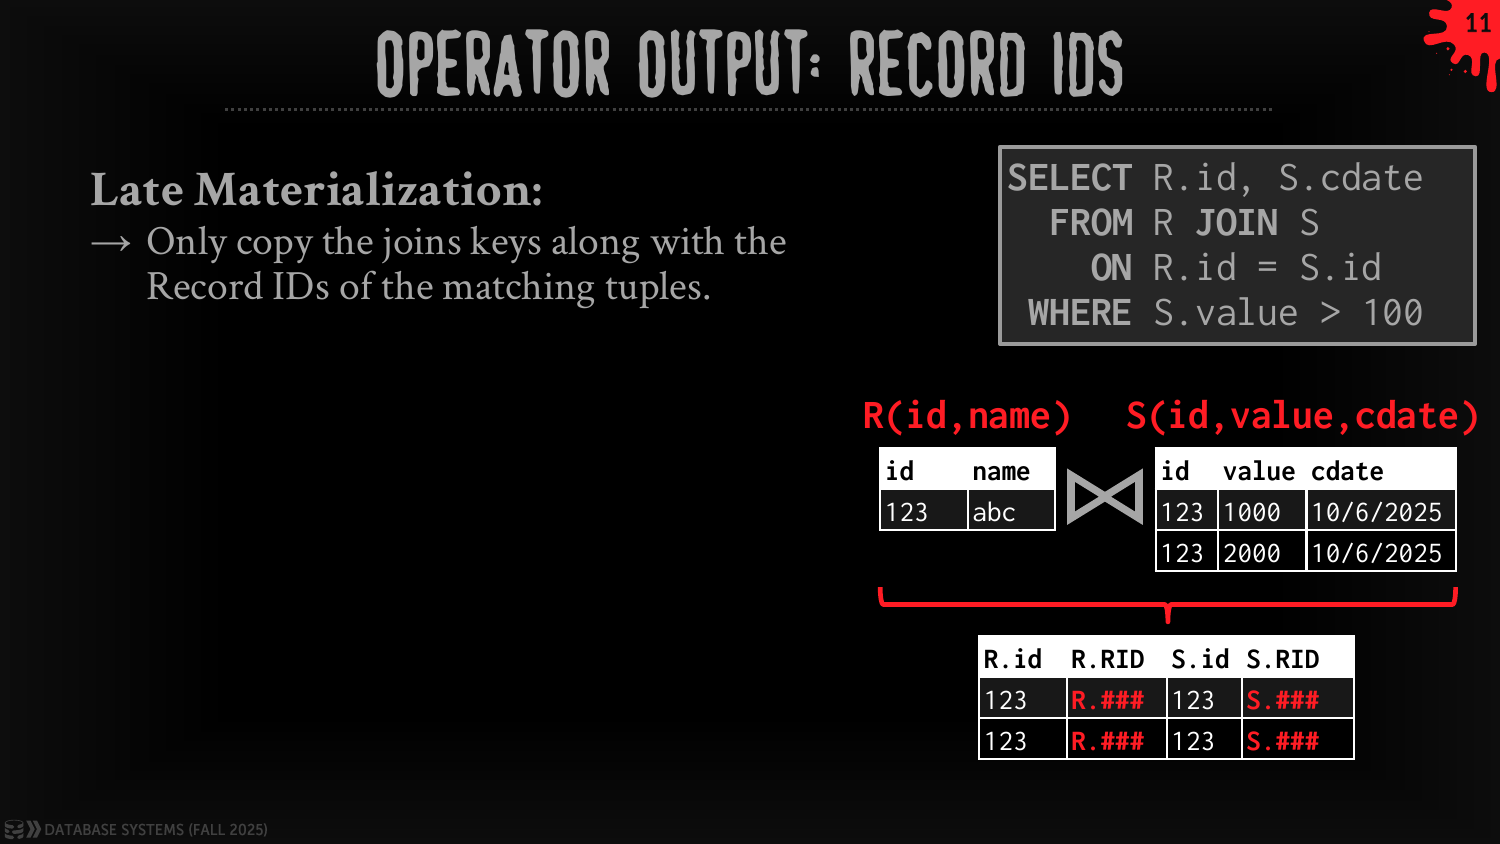 11
OPERATOR OUTPUT: RECORD IDS
Late Materialization:
→ Only copy the joins keys along with the
Record IDs of the matching tuples.
SELECT R.id, S.cdate
FROM R JOIN S
ON R.id = S.id
WHERE S.value > 100
R(id,name) S(id,value,cdate)
id name
123 abc
id value cdate
123 1000 10/6/2025
123 2000 10/6/2025
R.id R.RID S.id S.RID
123 R.### 123 S.###
123 R.### 123 S.###
DATABASE SYSTEMS (FALL 2025)